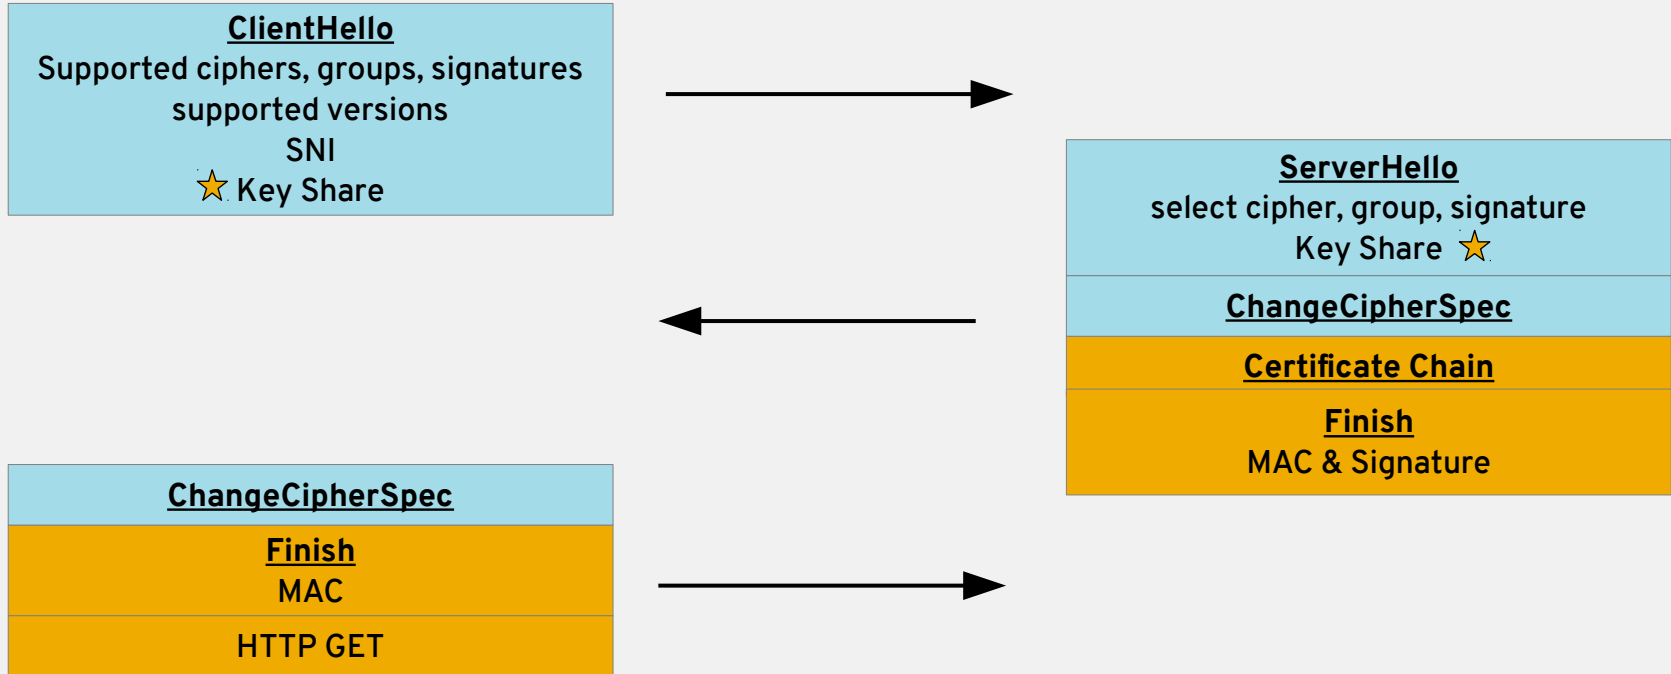 ClientHello
Supported ciphers, groups, signatures
supported versions
SNI
Key Share
ServerHello
select cipher, group, signature
Key Share
ChangeCipherSpec
Certificate Chain
Finish
MAC & Signature
ChangeCipherSpec
Finish
MAC
HTTP GET